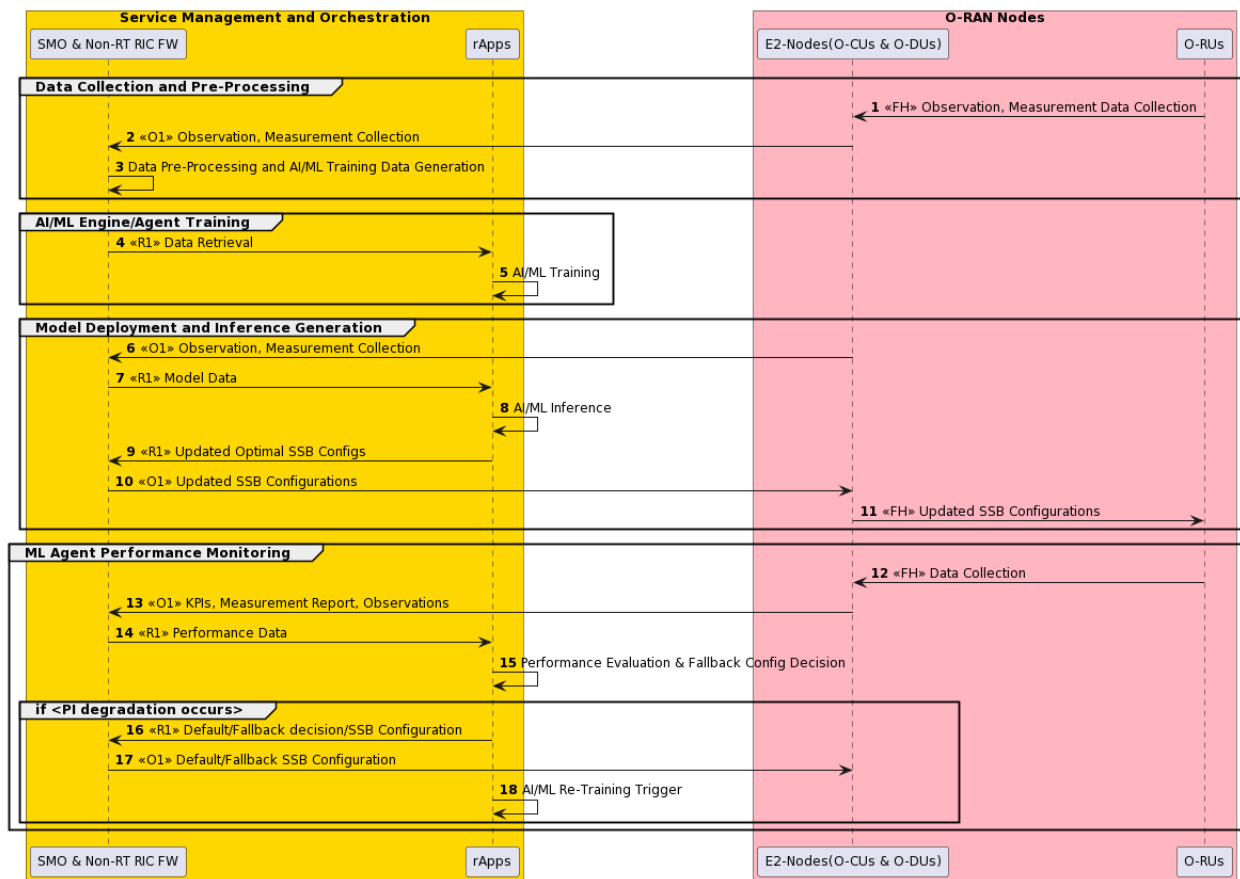 Service Management and Orchestration
O-RAN Nodes
SMO & Non-RT RIC FW
rApps
E2-Nodes(O-CUs & O-DUs)
O-RUs
Data Collection and Pre-Processing
1 «FH» Observation, Measurement Data Collection
2 «O1» Observation, Measurement Collection
3 Data Pre-Processing and AI/ML Training Data Generation
AI/ML Engine/Agent Training
4 «R1» Data Retrieval
5 AI/ML Training
Model Deployment and Inference Generation
6 «O1» Observation, Measurement Collection
7 «R1» Model Data
8 AI/ML Inference
9 «R1» Updated Optimal SSB Configs
10 «O1» Updated SSB Configurations
11 «FH» Updated SSB Configurations
ML Agent Performance Monitoring
12 «FH» Data Collection
13 «O1» KPIs, Measurement Report, Observations
14 «R1» Performance Data
15 Performance Evaluation & Fallback Config Decision
if <PI degradation occurs>
16 «R1» Default/Fallback decision/SSB Configuration
17 «O1» Default/Fallback SSB Configuration
18 AI/ML Re-Training Trigger
SMO & Non-RT RIC FW
rApps
E2-Nodes(O-CUs & O-DUs)
O-RUs